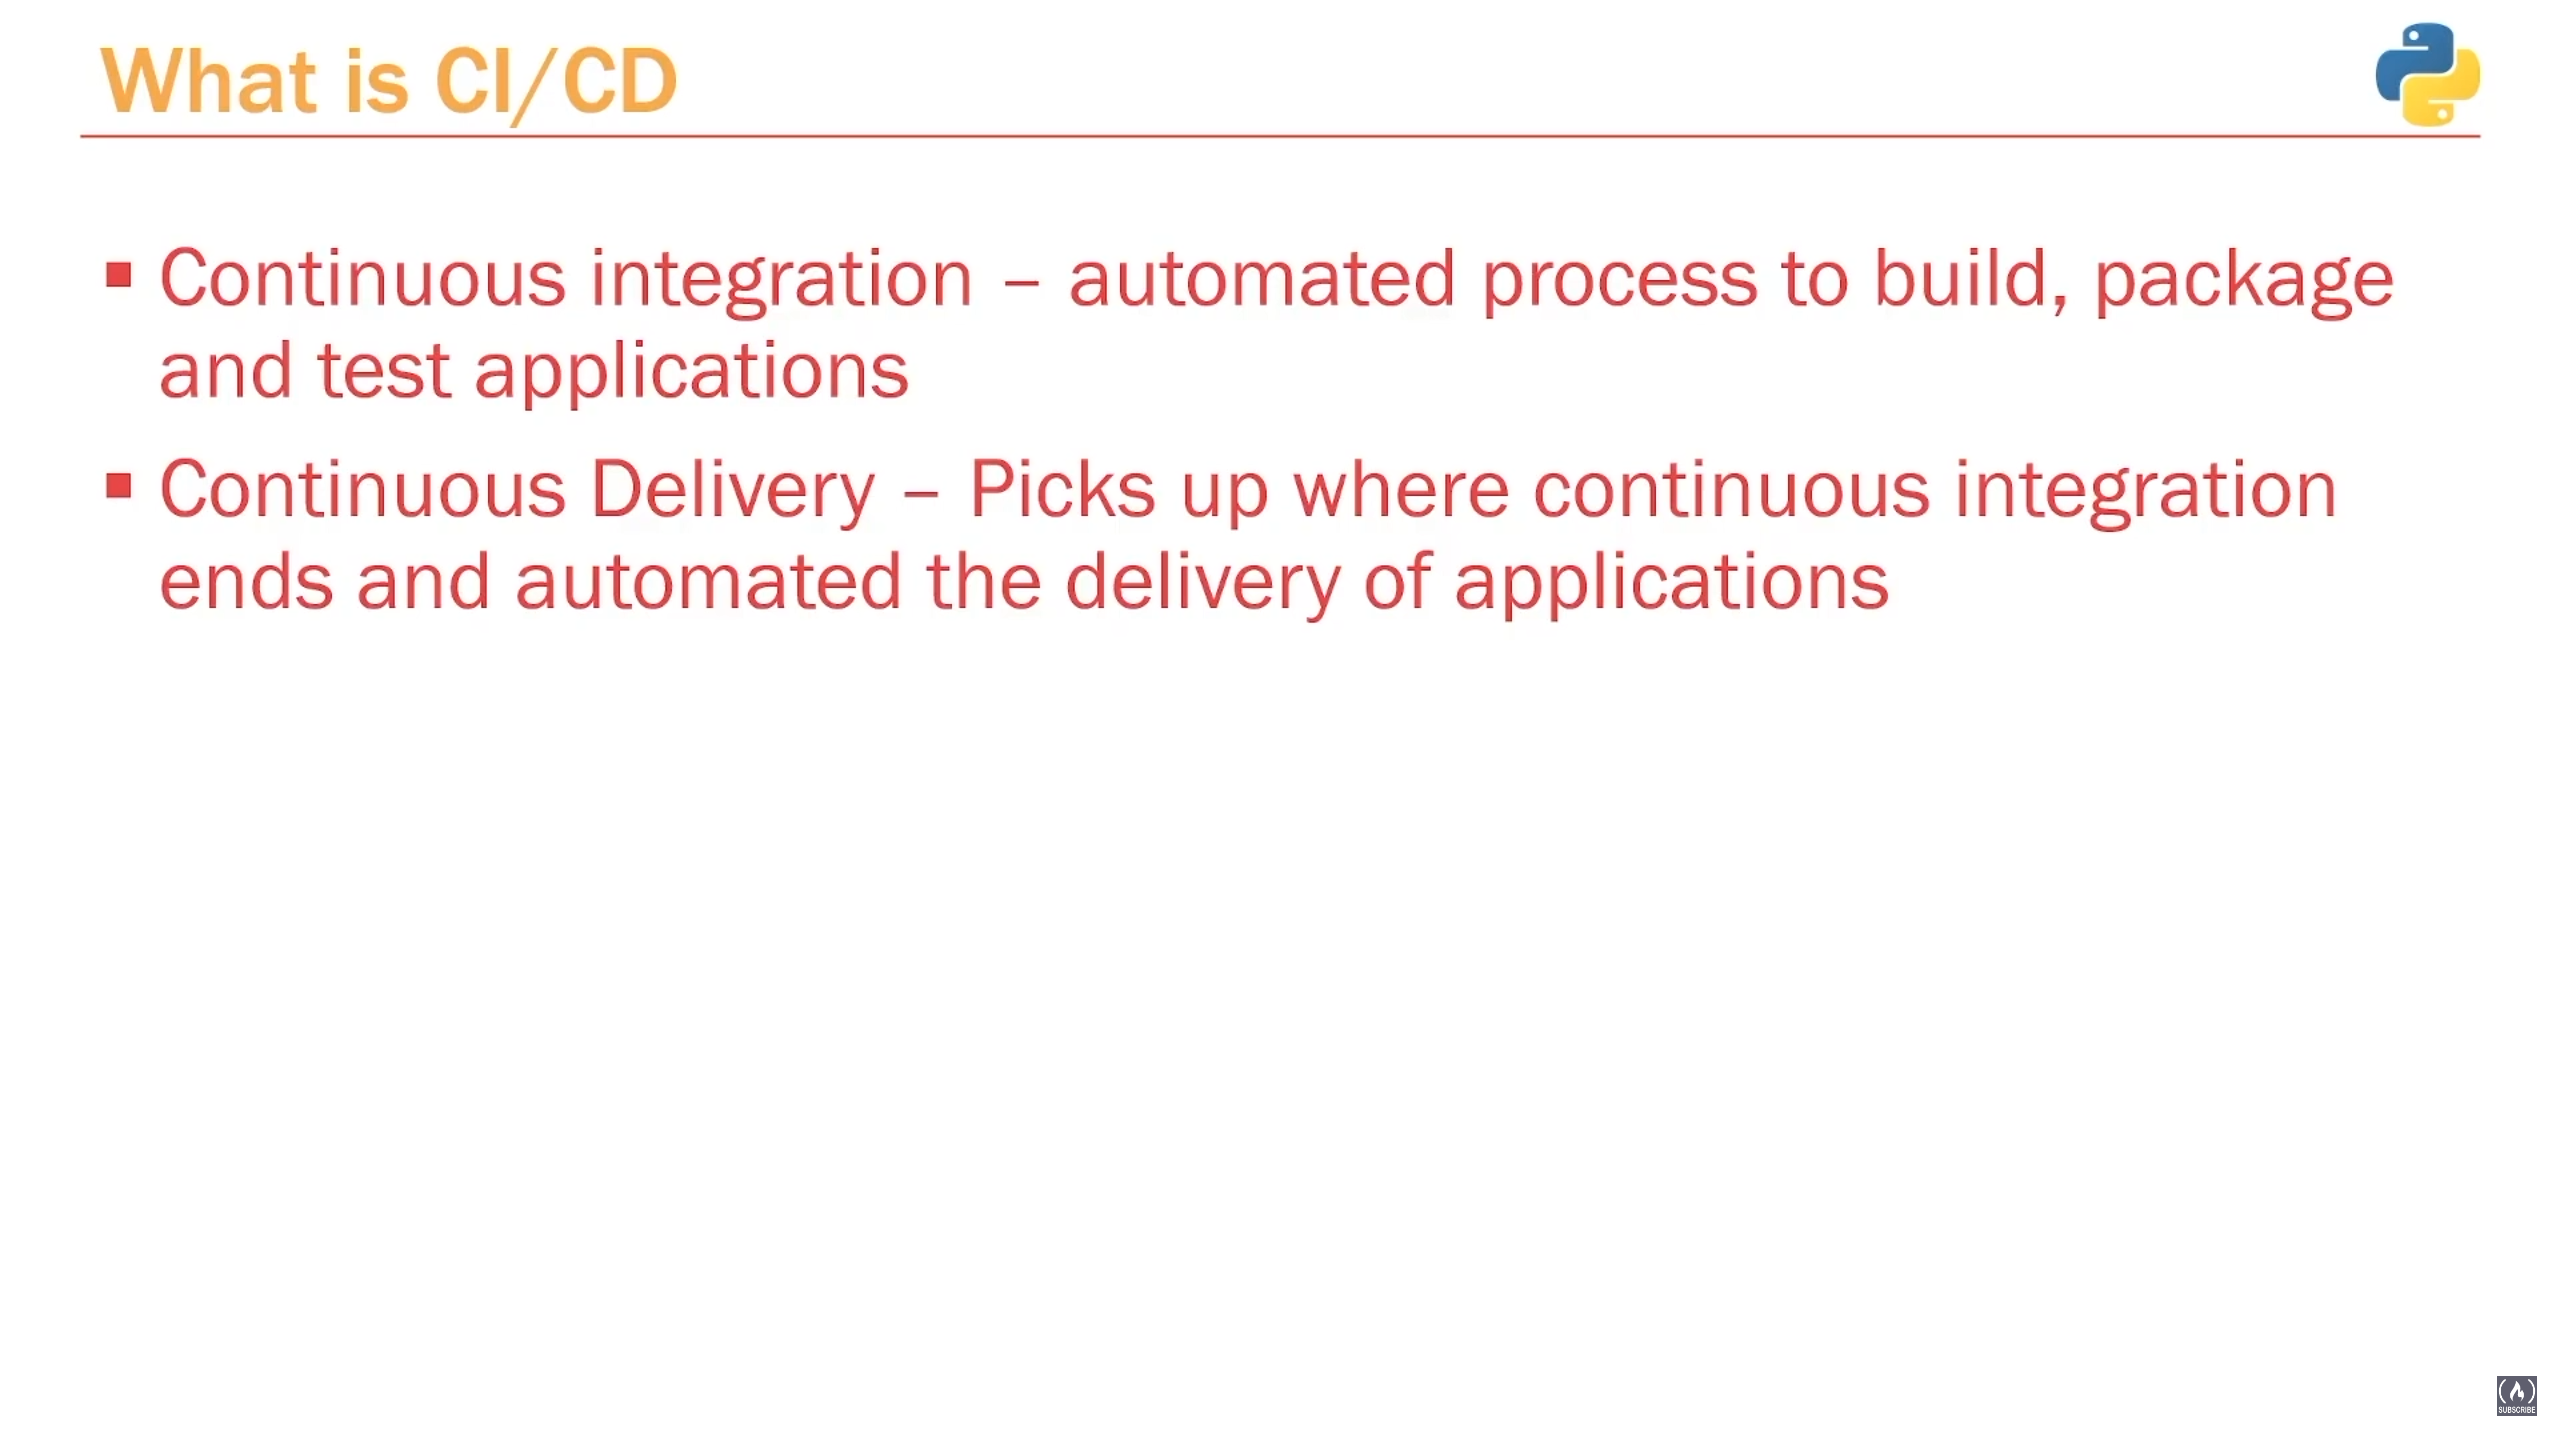 What is CI/CD
▪ Continuous integration – automated process to build, package
and test applications
▪ Continuous Delivery – Picks up where continuous integration
ends and automated the delivery of applications
SUBSCRIBE